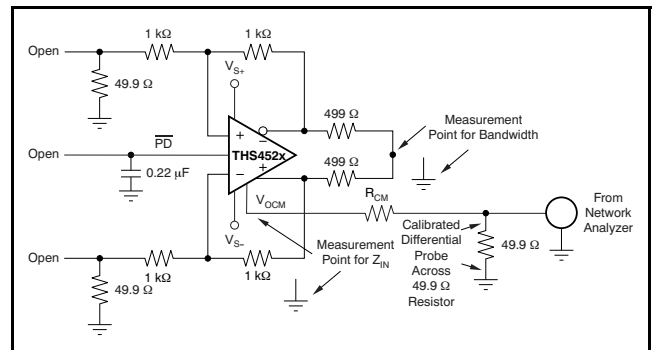 1 kΩ
1 kΩ
Open
49.9 Ω
V_S+
499 Ω
Measurement
Point for Bandwidth
Open
PD
+
−
THS452x
−
+
499 Ω
0.22 μF
V_OCM
R_CM
From
Network
Analyzer
V_S−
Measurement
Point for Z_IN
Calibrated
Differential
Probe
Across
49.9 Ω
Resistor
49.9 Ω
Open
1 kΩ
1 kΩ
49.9 Ω